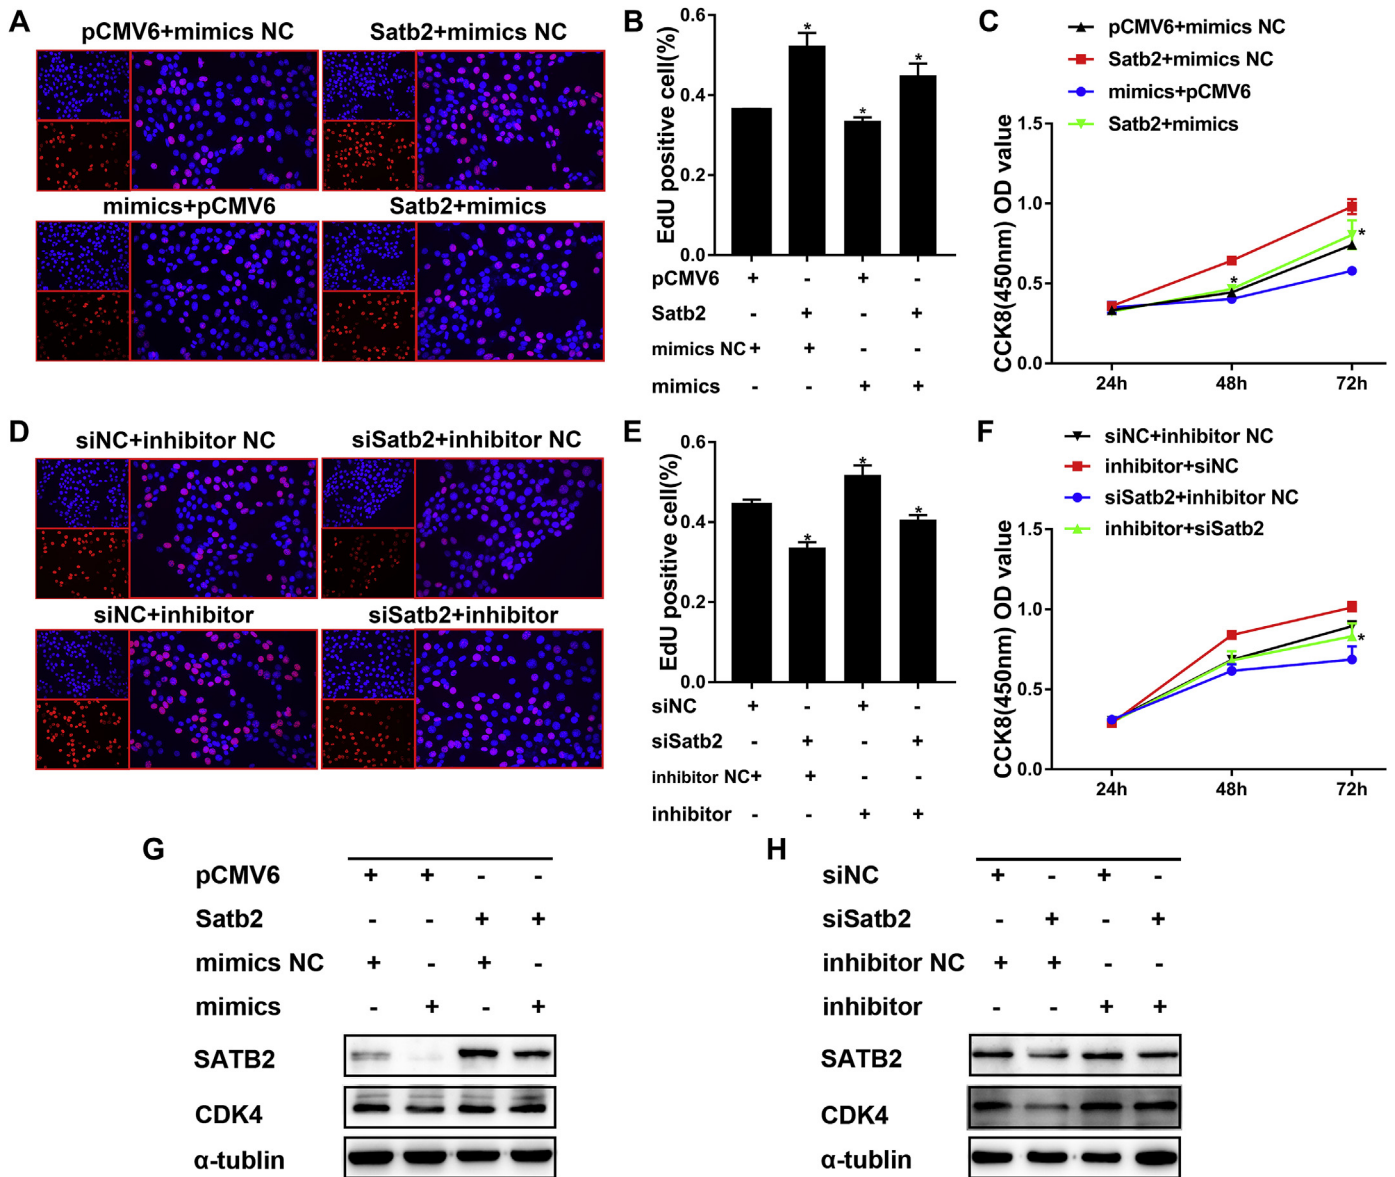 A
pCMV6+mimics NC
Satb2+mimics NC
mimics+pCMV6
Satb2+mimics
B
EdU positive cell(%)
0.6
0.4
0.2
0.0
* * *
pCMV6 + - + -
Satb2 - + - +
mimics NC + + - -
mimics - - + +
C
pCMV6+mimics NC
Satb2+mimics NC
mimics+pCMV6
Satb2+mimics
CCK8(450nm) OD value
1.5
1.0
0.5
0.0
* *
24h 48h 72h
D
siNC+inhibitor NC
siSatb2+inhibitor NC
siNC+inhibitor
siSatb2+inhibitor
E
EdU positive cell(%)
0.6
0.4
0.2
0.0
* * *
siNC + - + -
siSatb2 - + - +
inhibitor NC + + - -
inhibitor - - + +
F
siNC+inhibitor NC
inhibitor+siNC
siSatb2+inhibitor NC
inhibitor+siSatb2
CCK8(450nm) OD value
1.5
1.0
0.5
0.0
*
24h 48h 72h
G
pCMV6 + + - -
Satb2 - - + +
mimics NC + - + -
mimics - + - +
SATB2
CDK4
α-tublin
H
siNC + - + -
siSatb2 - + - +
inhibitor NC + + - -
inhibitor - - + +
SATB2
CDK4
α-tublin